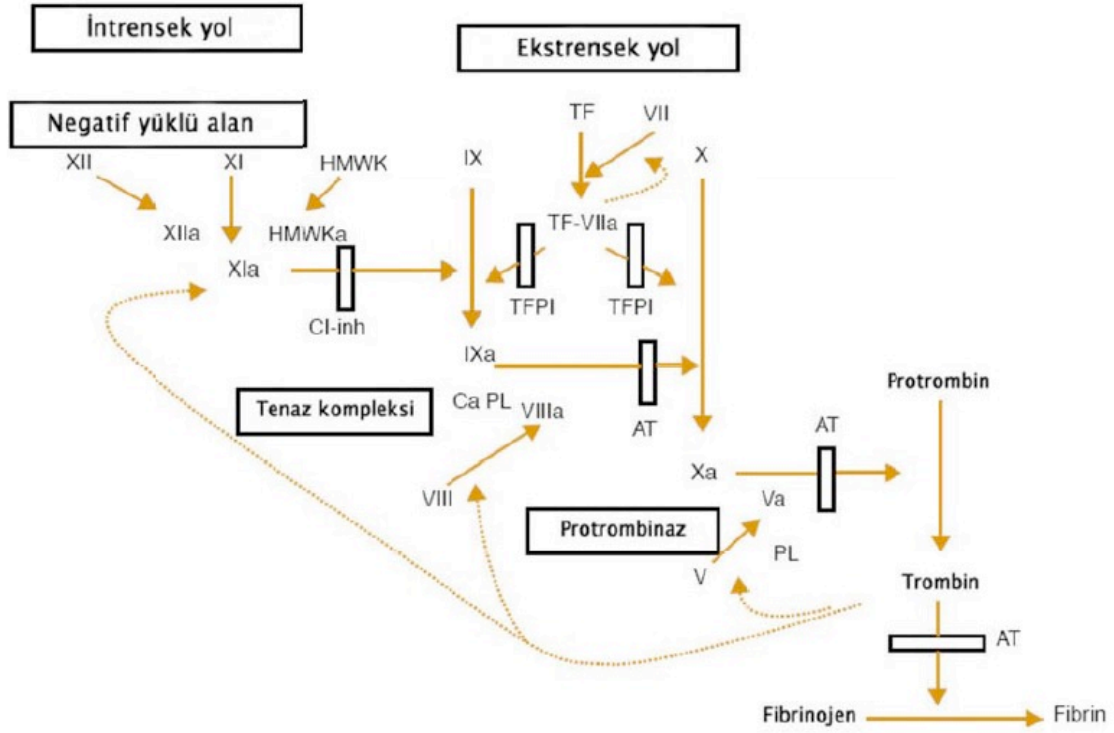 İntrensek yol
Ekstrensek yol
Negatif yüklü alan
TF
VII
XII
XI
HMWK
IX
X
XIIa
HMWKa
TF-VIIa
XIa
TFPI
TFPI
CI-inh
IXa
Ca PL
VIIIa
Tenaz kompleksi
AT
Protrombin
AT
Xa
VIII
Va
Protrombinaz
PL
V
Trombin
AT
Fibrinojen
Fibrin